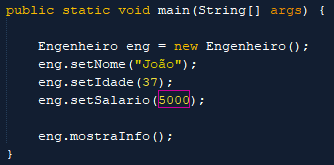 public static void main(String[] args) {
Engenheiro eng = new Engenheiro();
eng.setNome("João");
eng.setIdade(37);
eng.setSalario(5000);
eng.mostraInfo();
}